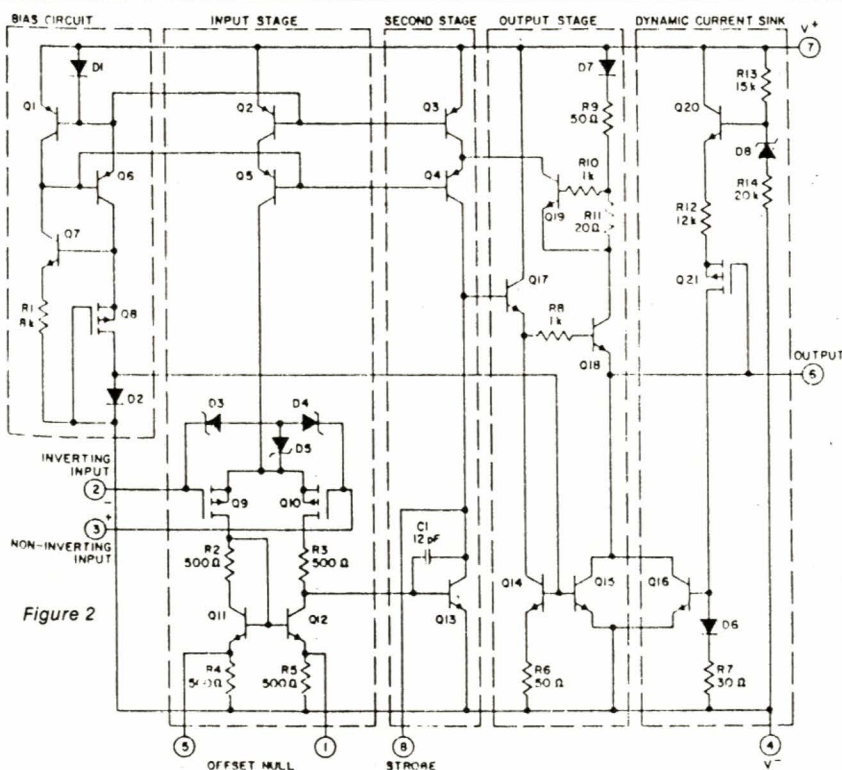 BIAS CIRCUIT
INPUT STAGE
SECOND STAGE
OUTPUT STAGE
DYNAMIC CURRENT SINK
V+
7
D1
D7
R13
15k
Q1
Q2
Q3
Q20
R9
50Ω
D8
Q6
Q5
Q4
R10
1k
R14
20k
Q19
R11
20Ω
R12
12k
Q7
Q17
Q21
R1
8k
Q8
R8
1k
Q18
OUTPUT
6
D2
D3
D4
D5
INVERTING
INPUT
2
-
Q9
Q10
+
3
NON-INVERTING
INPUT
C1
12pF
R2
500Ω
R3
500Ω
Q14
Q15
Q16
Figure 2
Q11
Q12
Q13
D6
R4
R5
500Ω
R6
50Ω
R7
30Ω
5
OFFSET NULL
1
8
STROBE
4
V-